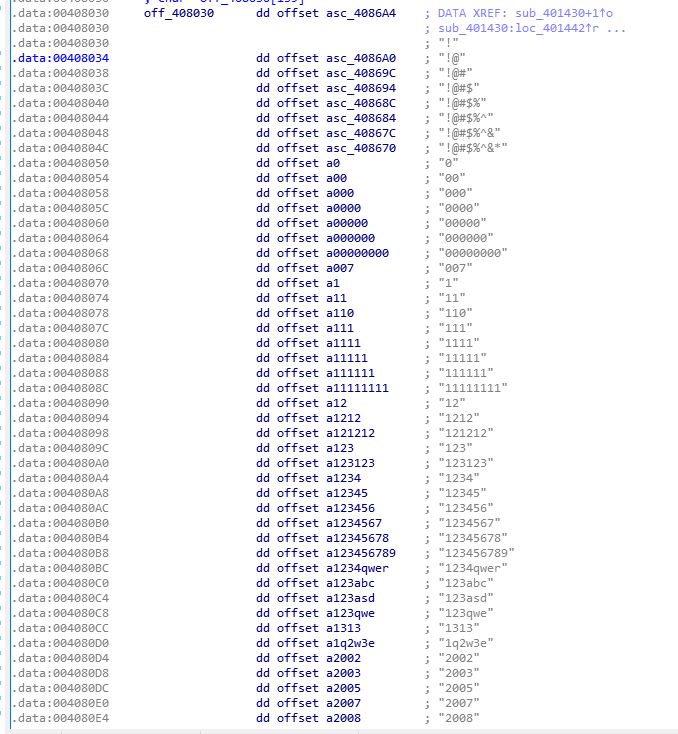 .data:00408030 off_408030 dd offset asc_4086A4 ; DATA XREF: sub_401430+1↑o
.data:00408030 ; sub_401430:loc_401442↑r ...
.data:00408030 ; "!"
.data:00408034 dd offset asc_4086A0 ; "!@"
.data:00408038 dd offset asc_40869C ; "!@#"
.data:0040803C dd offset asc_408694 ; "!@#$"
.data:00408040 dd offset asc_40868C ; "!@#$%"
.data:00408044 dd offset asc_408684 ; "!@#$%^"
.data:00408048 dd offset asc_40867C ; "!@#$%^&"
.data:0040804C dd offset asc_408670 ; "!@#$%^&*"
.data:00408050 dd offset a0 ; "0"
.data:00408054 dd offset a00 ; "00"
.data:00408058 dd offset a000 ; "000"
.data:0040805C dd offset a0000 ; "0000"
.data:00408060 dd offset a00000 ; "00000"
.data:00408064 dd offset a000000 ; "000000"
.data:00408068 dd offset a00000000 ; "00000000"
.data:0040806C dd offset a007 ; "007"
.data:00408070 dd offset a1 ; "1"
.data:00408074 dd offset a11 ; "11"
.data:00408078 dd offset a110 ; "110"
.data:0040807C dd offset a111 ; "111"
.data:00408080 dd offset a1111 ; "1111"
.data:00408084 dd offset a11111 ; "11111"
.data:00408088 dd offset a111111 ; "111111"
.data:0040808C dd offset a11111111 ; "11111111"
.data:00408090 dd offset a12 ; "12"
.data:00408094 dd offset a1212 ; "1212"
.data:00408098 dd offset a121212 ; "121212"
.data:0040809C dd offset a123 ; "123"
.data:004080A0 dd offset a123123 ; "123123"
.data:004080A4 dd offset a1234 ; "1234"
.data:004080A8 dd offset a12345 ; "12345"
.data:004080AC dd offset a123456 ; "123456"
.data:004080B0 dd offset a1234567 ; "1234567"
.data:004080B4 dd offset a12345678 ; "12345678"
.data:004080B8 dd offset a123456789 ; "123456789"
.data:004080BC dd offset a1234qwer ; "1234qwer"
.data:004080C0 dd offset a123abc ; "123abc"
.data:004080C4 dd offset a123asd ; "123asd"
.data:004080C8 dd offset a123qwe ; "123qwe"
.data:004080CC dd offset a1313 ; "1313"
.data:004080D0 dd offset a1q2w3e ; "1q2w3e"
.data:004080D4 dd offset a2002 ; "2002"
.data:004080D8 dd offset a2003 ; "2003"
.data:004080DC dd offset a2005 ; "2005"
.data:004080E0 dd offset a2007 ; "2007"
.data:004080E4 dd offset a2008 ; "2008"